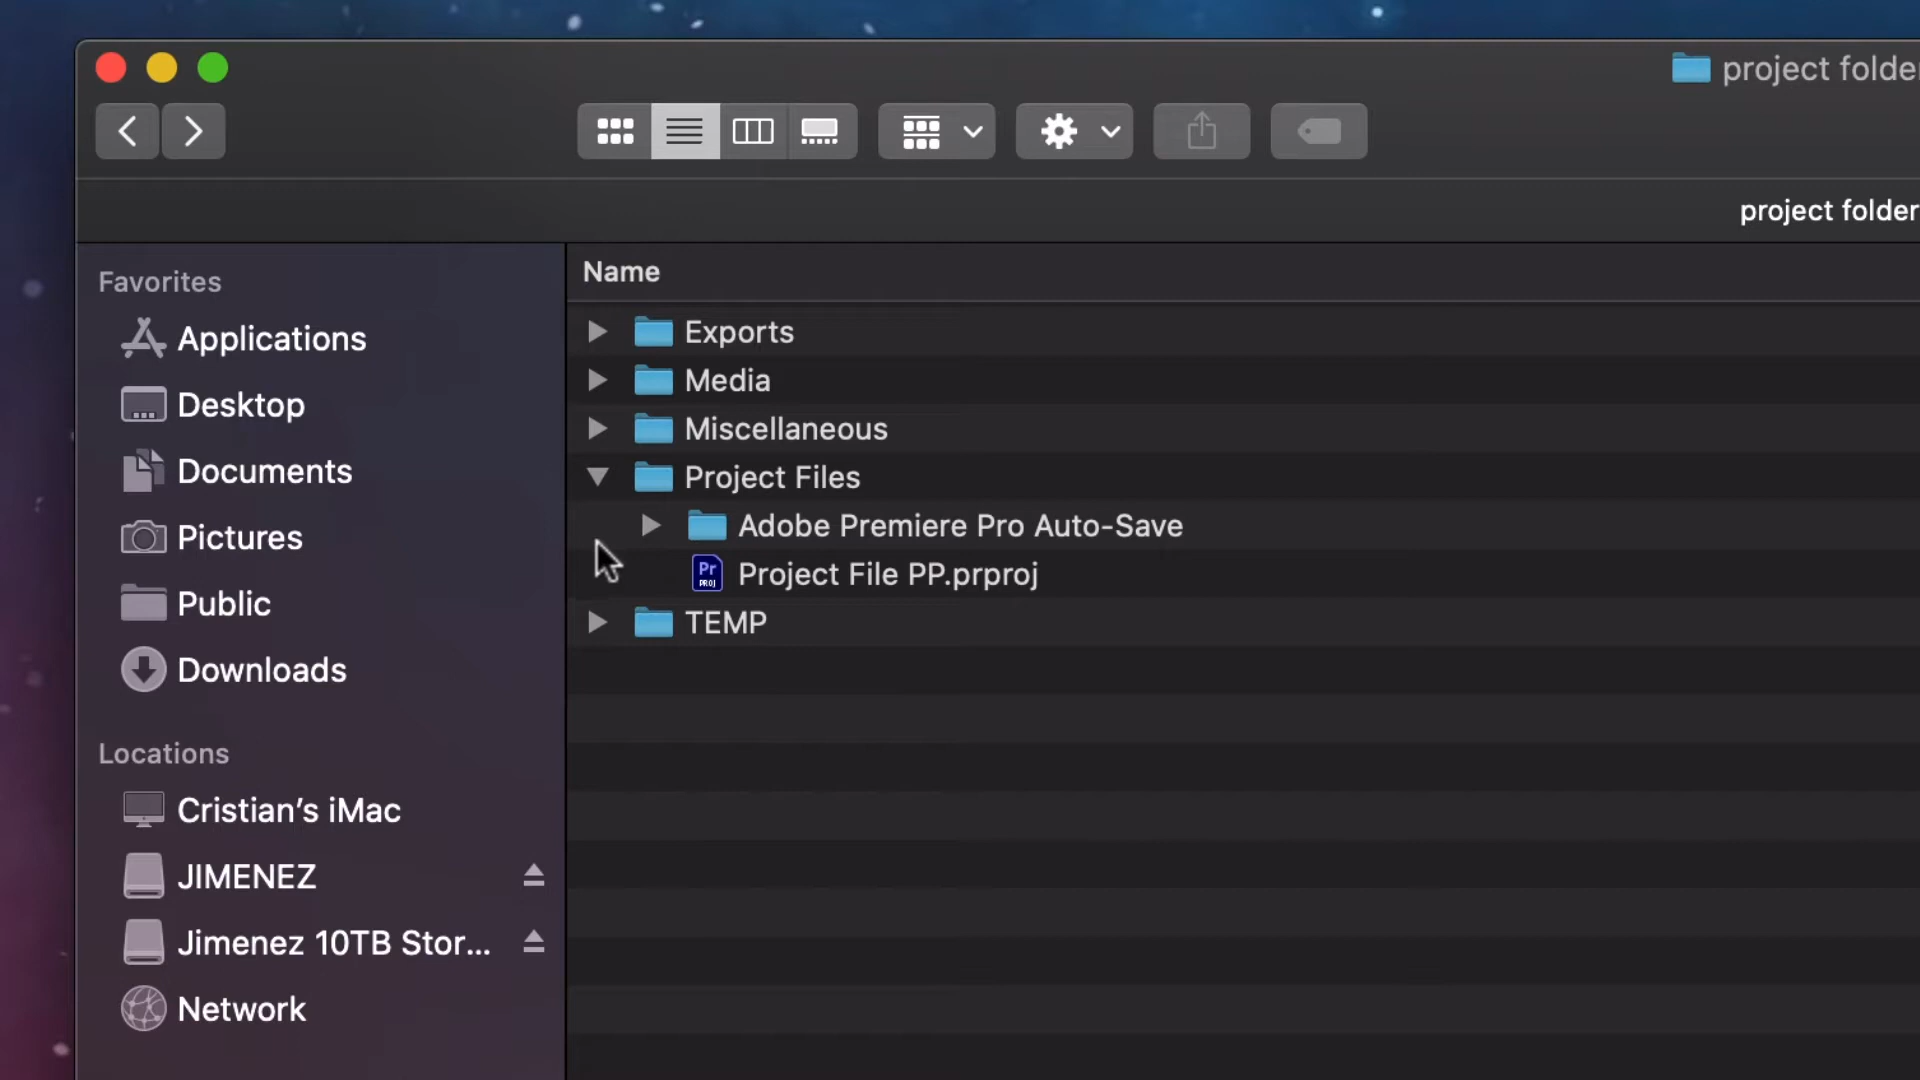 project folder
project folder
Favorites
Applications
Desktop
Documents
Pictures
Public
Downloads
Locations
Cristian's iMac
JIMENEZ
Jimenez 10TB Stor...
Network
Name
Exports
Media
Miscellaneous
Project Files
Adobe Premiere Pro Auto-Save
Pr
PROJ
Project File PP.prproj
TEMP